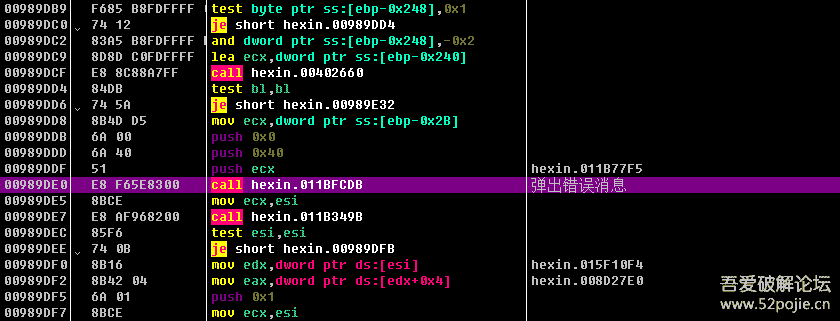 00989DB9 F685 B8FDFFFF test byte ptr ss:[ebp-0x248],0x1
00989DC0 74 12 je short hexin.00989DD4
00989DC2 83A5 B8FDFFFF and dword ptr ss:[ebp-0x248],-0x2
00989DC9 8D8D C0FDFFFF lea ecx,dword ptr ss:[ebp-0x240]
00989DCF E8 8C88A7FF call hexin.00402660
00989DD4 84DB test bl,bl
00989DD6 74 5A je short hexin.00989E32
00989DD8 8B4D D5 mov ecx,dword ptr ss:[ebp-0x2B]
00989DDB 6A 00 push 0x0
00989DDD 6A 40 push 0x40
00989DDF 51 push ecx hexin.011B77F5
00989DE0 E8 F65E8300 call hexin.011BFCDB 弹出错误消息
00989DE5 8BCE mov ecx,esi
00989DE7 E8 AF968200 call hexin.011B349B
00989DEC 85F6 test esi,esi
00989DEE 74 0B je short hexin.00989DFB
00989DF0 8B16 mov edx,dword ptr ds:[esi] hexin.015F10F4
00989DF2 8B42 04 mov eax,dword ptr ds:[edx+0x4] hexin.008D27E0
00989DF5 6A 01 push 0x1
00989DF7 8BCE mov ecx,esi
吾爱破解论坛
www.52pojie.cn